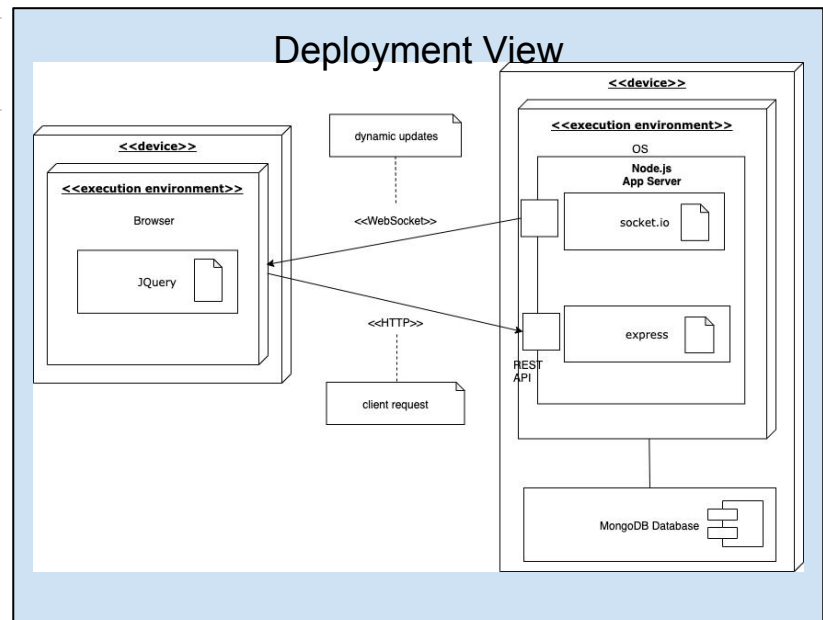 Deployment View
<<device>>
<<execution environment>>
Browser
JQuery
dynamic updates
<<WebSocket>>
<<HTTP>>
client request
<<device>>
<<execution environment>>
OS
Node.js
App Server
socket.io
express
REST
API
MongoDB Database